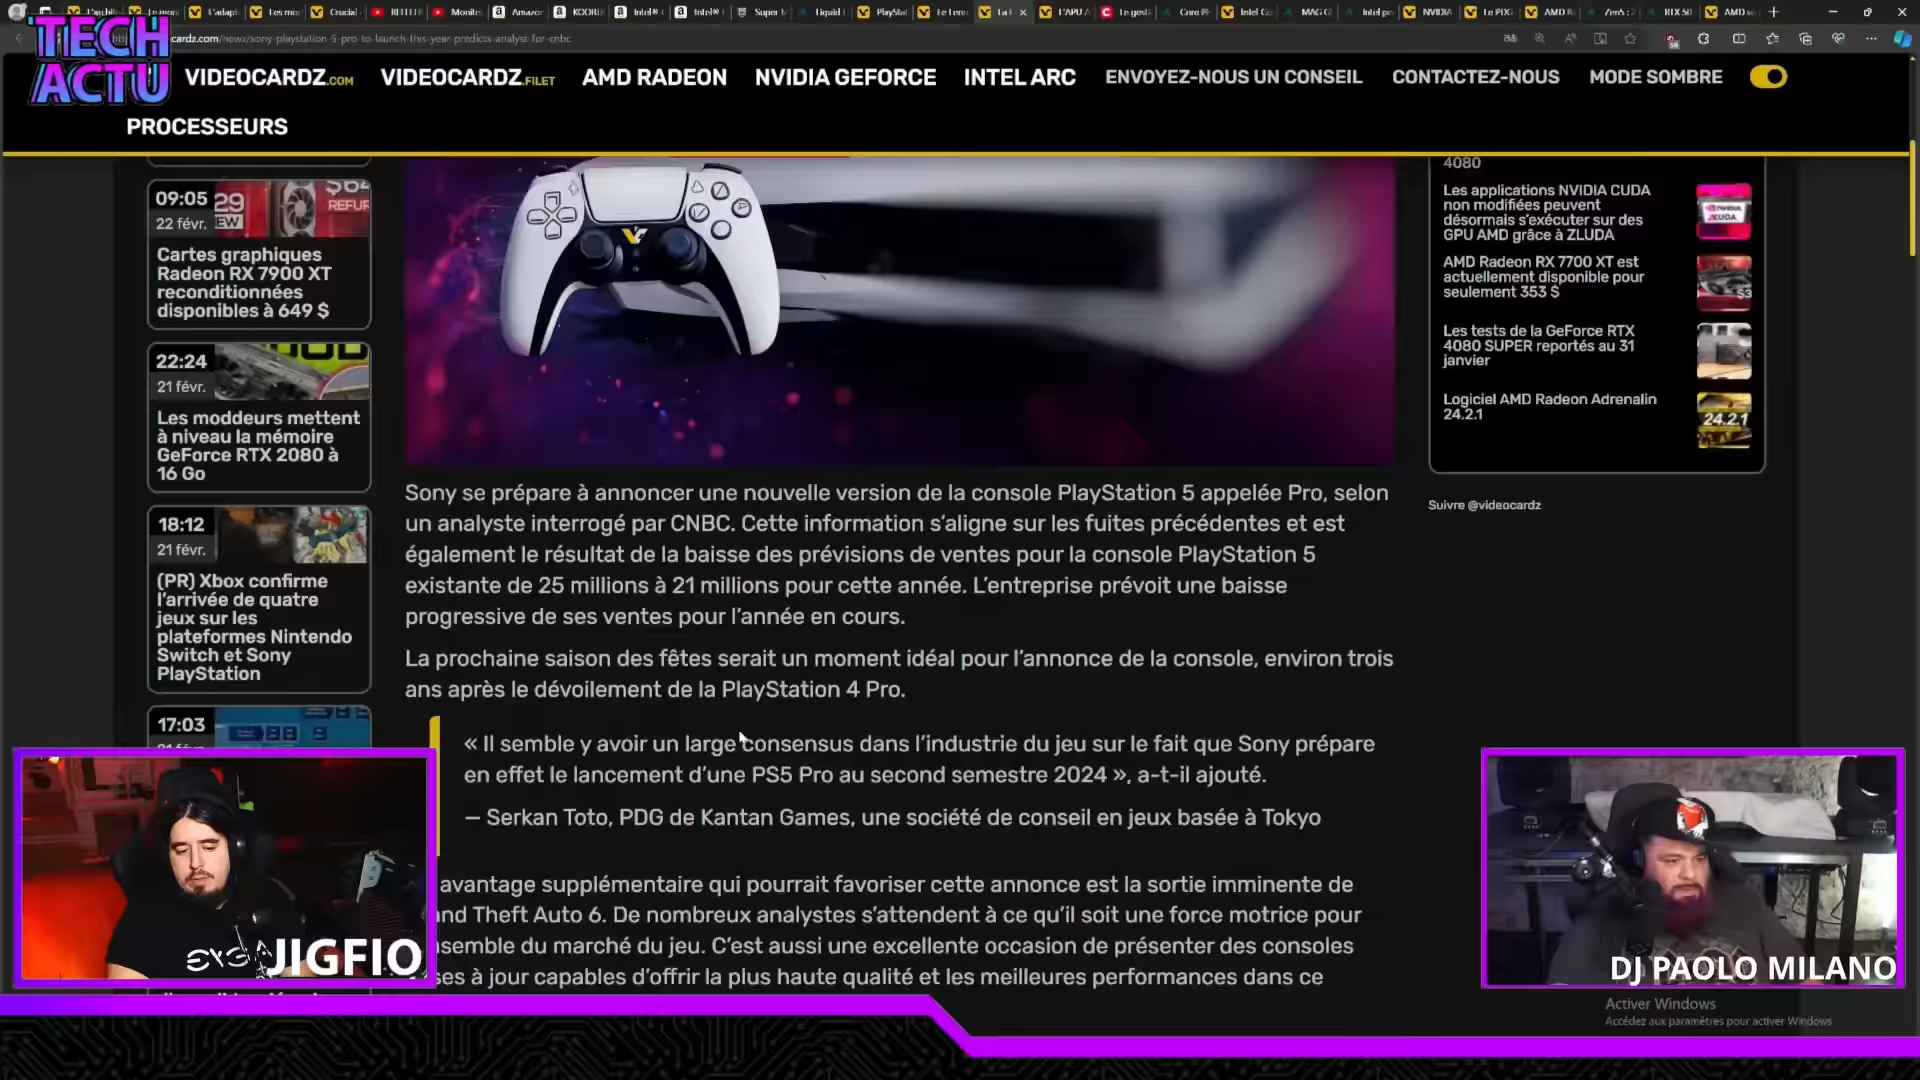 TECH
ACTU
cardz.com/newz/sony-playstation-5-pro-to-launch-this-year-predicts-analyst-for-cnbc
VIDEOCARDZ.COM
VIDEOCARDZ.FILET
AMD RADEON
NVIDIA GEFORCE
INTEL ARC
ENVOYEZ-NOUS UN CONSEIL
CONTACTEZ-NOUS
MODE SOMBRE
PROCESSEURS
09:05
22 févr.
Cartes graphiques
Radeon RX 7900 XT
reconditionnées
disponibles à 649 $
22:24
21 févr.
Les moddeurs mettent
à niveau la mémoire
GeForce RTX 2080 à
16 Go
18:12
21 févr.
(PR) Xbox confirme
l'arrivée de quatre
jeux sur les
plateformes Nintendo
Switch et Sony
PlayStation
17:03
Sony se prépare à annoncer une nouvelle version de la console PlayStation 5 appelée Pro, selon
un analyste interrogé par CNBC. Cette information s'aligne sur les fuites précédentes et est
également le résultat de la baisse des prévisions de ventes pour la console PlayStation 5
existante de 25 millions à 21 millions pour cette année. L'entreprise prévoit une baisse
progressive de ses ventes pour l'année en cours.
La prochaine saison des fêtes serait un moment idéal pour l'annonce de la console, environ trois
ans après le dévoilement de la PlayStation 4 Pro.
« Il semble y avoir un large consensus dans l'industrie du jeu sur le fait que Sony prépare
en effet le lancement d'une PS5 Pro au second semestre 2024 », a-t-il ajouté.
— Serkan Toto, PDG de Kantan Games, une société de conseil en jeux basée à Tokyo
avantage supplémentaire qui pourrait favoriser cette annonce est la sortie imminente de
nd Theft Auto 6. De nombreux analystes s'attendent à ce qu'il soit une force motrice pour
semble du marché du jeu. C'est aussi une excellente occasion de présenter des consoles
ses à jour capables d'offrir la plus haute qualité et les meilleures performances dans ce
4080
Les applications NVIDIA CUDA
non modifiées peuvent
désormais s'exécuter sur des
GPU AMD grâce à ZLUDA
AMD Radeon RX 7700 XT est
actuellement disponible pour
seulement 353 $
Les tests de la GeForce RTX
4080 SUPER reportés au 31
janvier
Logiciel AMD Radeon Adrenalin
24.2.1
24.2.1
Suivre @videocardz
JIGFIO
DJ PAOLO MILANO
Activer Windows
Accédez aux paramètres pour activer Windows